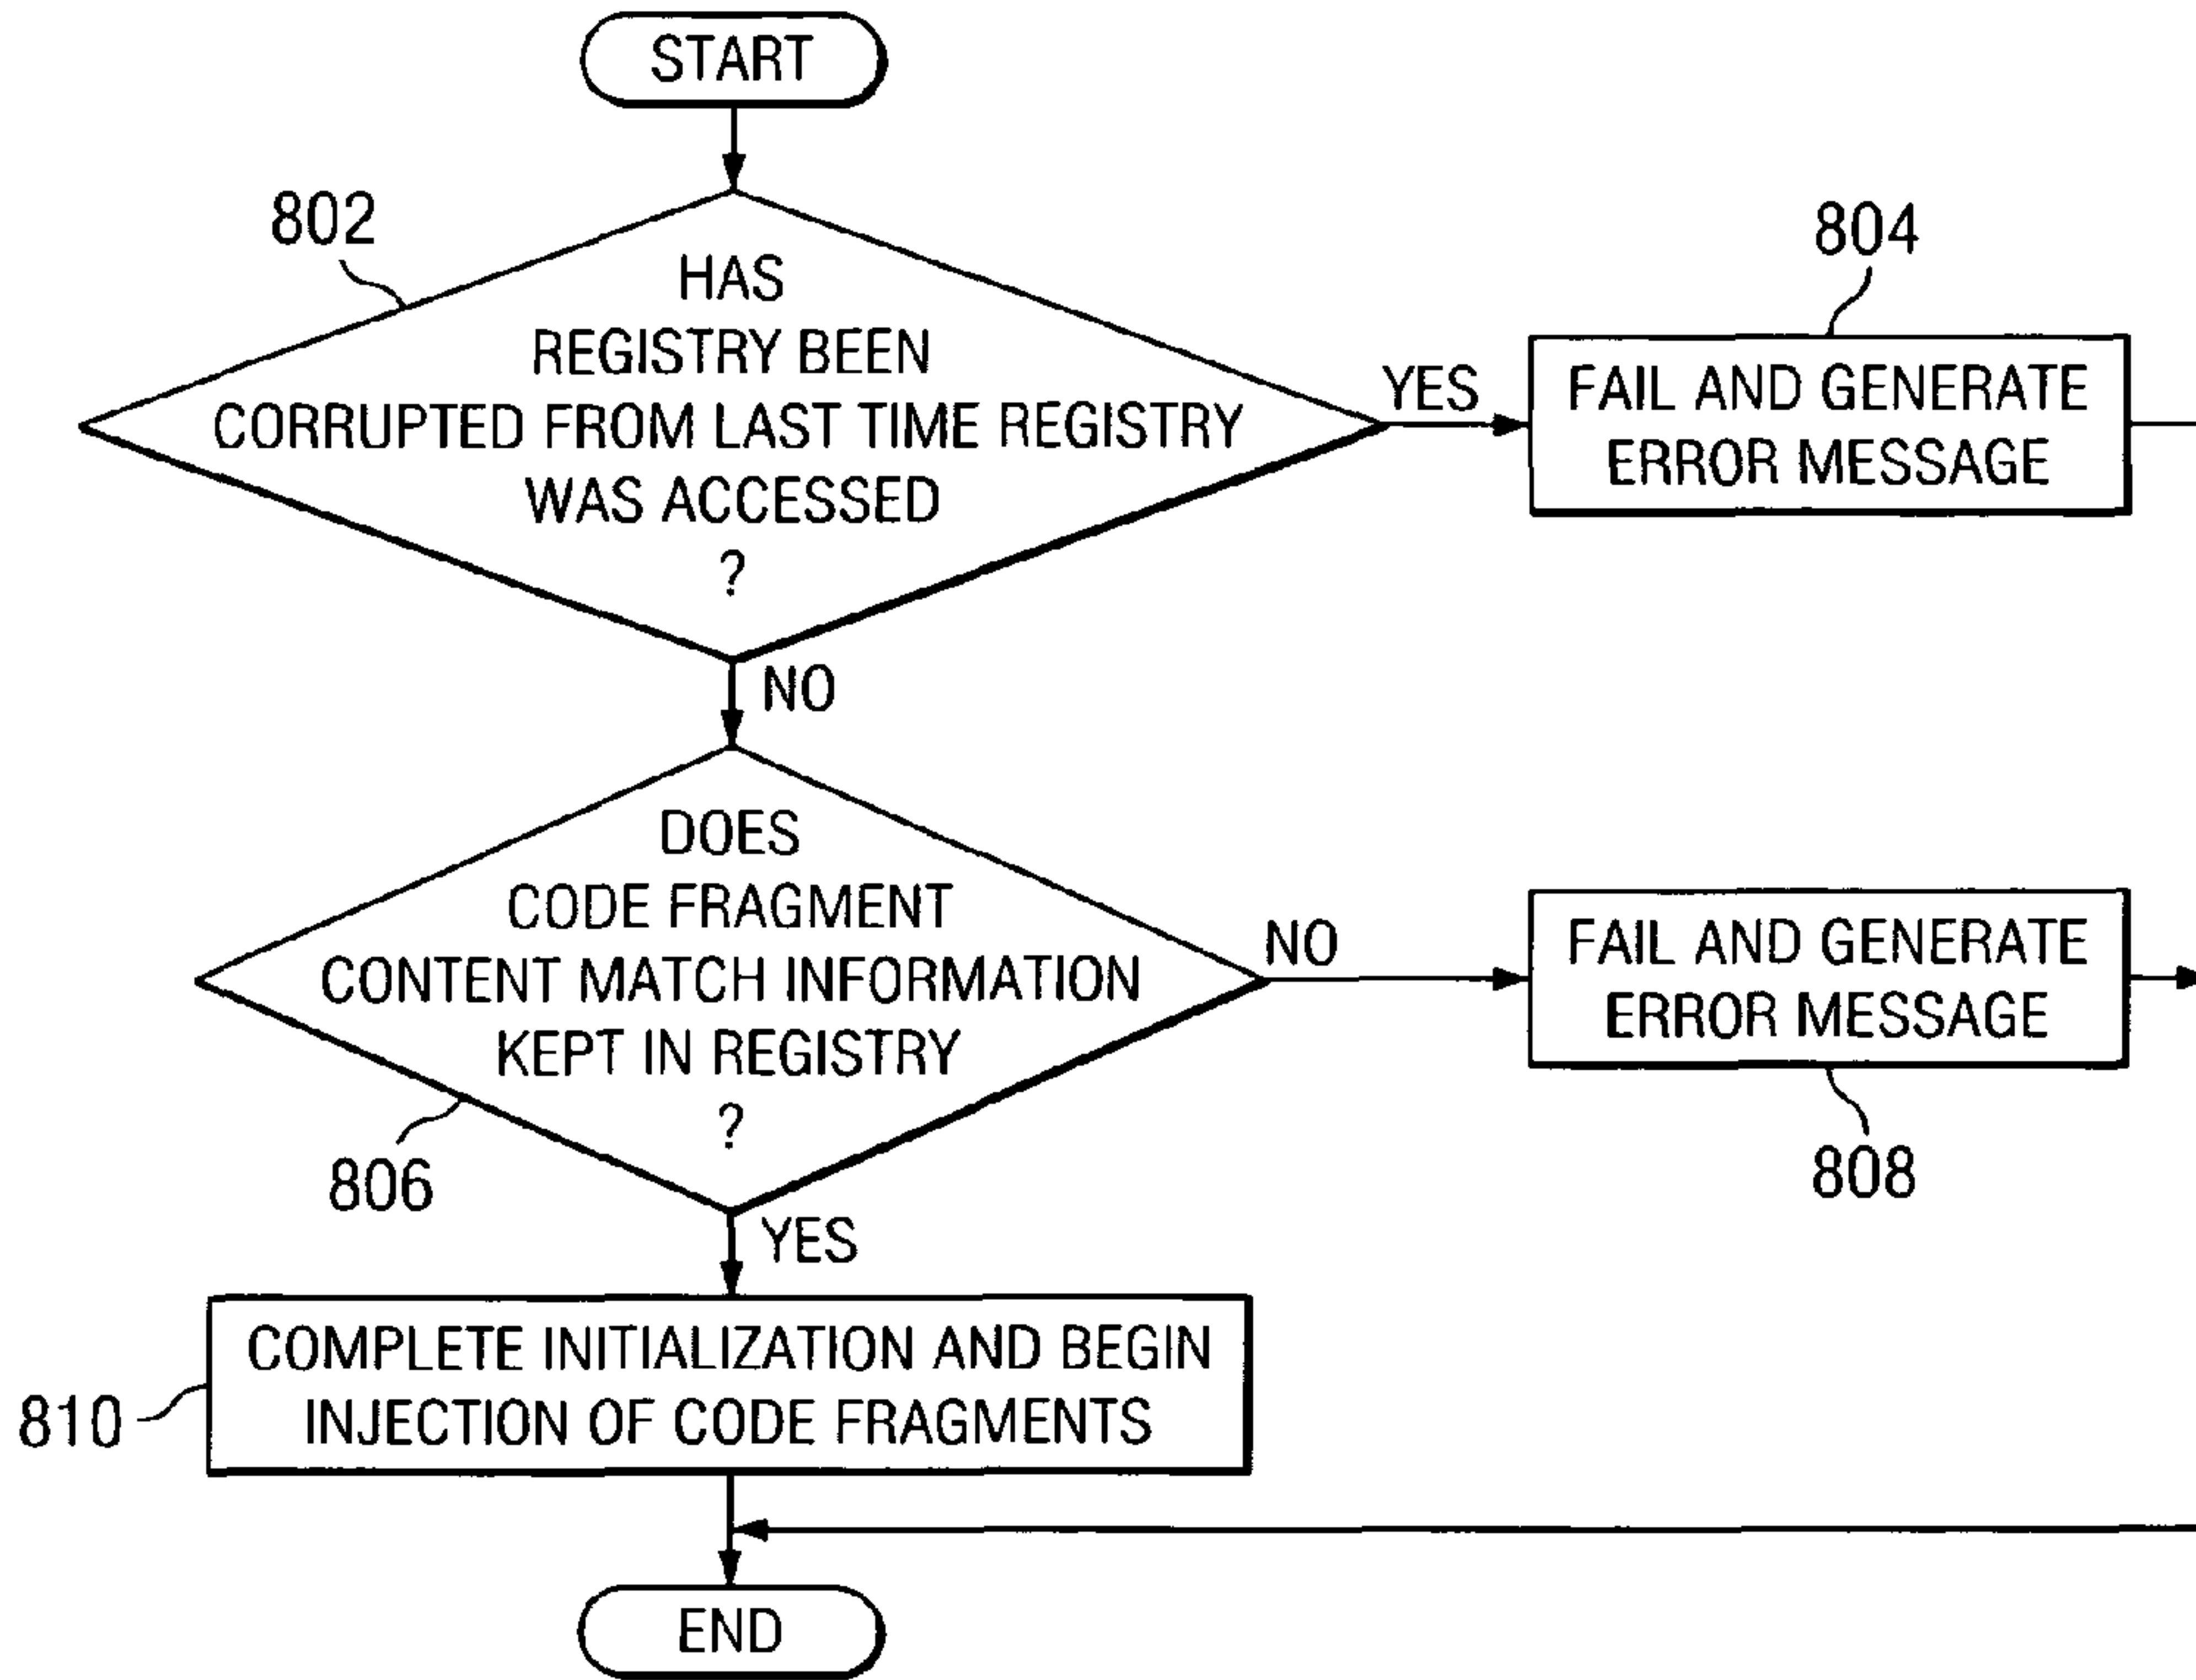 START
802
HAS
REGISTRY BEEN
CORRUPTED FROM LAST TIME REGISTRY
WAS ACCESSED
?
YES
804
FAIL AND GENERATE
ERROR MESSAGE
NO
DOES
CODE FRAGMENT
CONTENT MATCH INFORMATION
KEPT IN REGISTRY
?
806
NO
FAIL AND GENERATE
ERROR MESSAGE
808
YES
COMPLETE INITIALIZATION AND BEGIN
INJECTION OF CODE FRAGMENTS
810
END